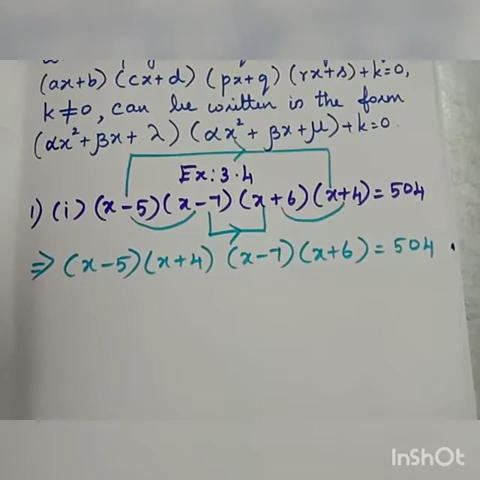 (ax+b) (cx+d) (px+q) (rx+s)+k=0,
k≠0, can be written in the form
(αx²+βx+λ) (αx²+βx+μ)+k=0.
Ex: 3.4
1) (i) (x-5)(x-7)(x+6)(x+4)=504
⇒ (x-5)(x+4) (x-7)(x+6)=504
InShOt